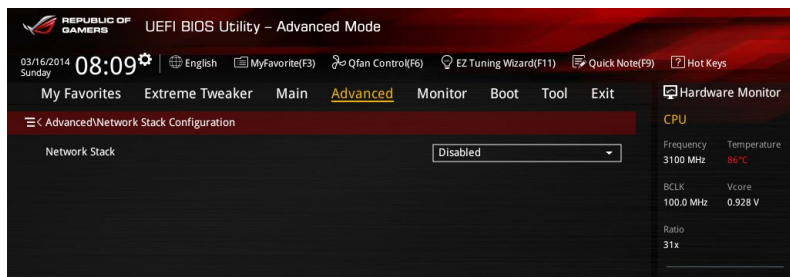 REPUBLIC OF
GAMERS
UEFI BIOS Utility – Advanced Mode
03/16/2014
Sunday
08:09
English
MyFavorite(F3)
Qfan Control(F6)
EZ Tuning Wizard(F11)
Quick Note(F9)
? Hot Keys
My Favorites
Extreme Tweaker
Main
Advanced
Monitor
Boot
Tool
Exit
Hardware Monitor
< Advanced\Network Stack Configuration
Network Stack
Disabled
CPU
Frequency Temperature
3100 MHz 86°C
BCLK Vcore
100.0 MHz 0.928 V
Ratio
31x